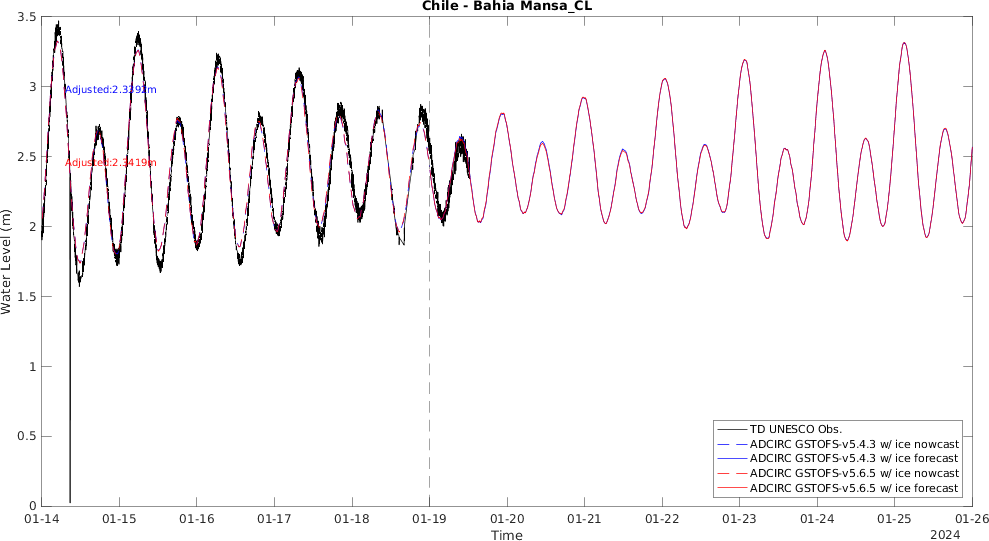 Chile - Bahia Mansa_CL
3.5
3
2.5
2
1.5
1
0.5
0
Water Level (m)
Adjusted:2.3392m
Adjusted:2.3419m
TD UNESCO Obs.
ADCIRC GSTOFS-v5.4.3 w/ ice nowcast
ADCIRC GSTOFS-v5.4.3 w/ ice forecast
ADCIRC GSTOFS-v5.6.5 w/ ice nowcast
ADCIRC GSTOFS-v5.6.5 w/ ice forecast
01-14 01-15 01-16 01-17 01-18 01-19 01-20 01-21 01-22 01-23 01-24 01-25 01-26
Time
2024